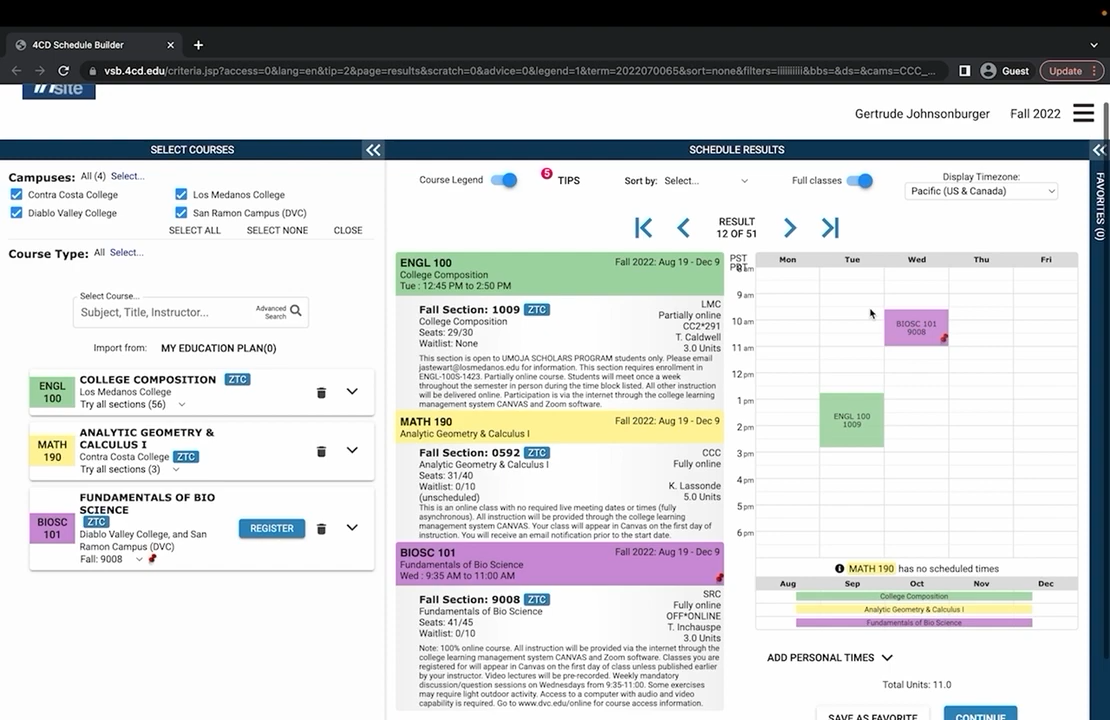 4CD Schedule Builder
vsb.4cd.edu/criteria.jsp?access=0&lang=en&tip=2&page=results&scratch=0&advice=0&legend=1&term=2022070065&sort=none&filters=iiiiiiiiii&bbs=&ds=&cams=CCC_...
Guest
Update
insite
Gertrude Johnsonburger
Fall 2022
SELECT COURSES
Campuses: All (4) Select...
Contra Costa College
Los Medanos College
Diablo Valley College
San Ramon Campus (DVC)
SELECT ALL
SELECT NONE
CLOSE
Course Type: All Select...
Select Course...
Subject, Title, Instructor...
Advanced
Search
Import from: MY EDUCATION PLAN(0)
ENGL
100
COLLEGE COMPOSITION ZTC
Los Medanos College
Try all sections (56)
MATH
190
ANALYTIC GEOMETRY &
CALCULUS I
Contra Costa College ZTC
Try all sections (3)
BIOSC
101
FUNDAMENTALS OF BIO
SCIENCE
ZTC
Diablo Valley College, and San
Ramon Campus (DVC)
Fall: 9008
REGISTER
SCHEDULE RESULTS
Course Legend
5
TIPS
Sort by: Select...
Full classes
Display Timezone:
Pacific (US & Canada)
RESULT
12 OF 51
ENGL 100
Fall 2022: Aug 19 - Dec 9
College Composition
Tue : 12:45 PM to 2:50 PM
Fall Section: 1009 ZTC
College Composition
Seats: 29/30
Waitlist: None
LMC
Partially online
CC2*291
T. Caldwell
3.0 Units
This section is open to UMOJA SCHOLARS PROGRAM students only. Please email
jastewart@losmedanos.edu for information. This section requires enrollment in
ENGL-100S-1423. Partially online course. Students will meet once a week
throughout the semester in person during the time block listed. All other instruction
will be delivered online. Participation is via the internet through the college learning
management system CANVAS and Zoom software.
MATH 190
Fall 2022: Aug 19 - Dec 9
Analytic Geometry & Calculus I
Fall Section: 0592 ZTC
Analytic Geometry & Calculus I
Seats: 31/40
Waitlist: 0/10
(unscheduled)
CCC
Fully online
K. Lassonde
5.0 Units
This is an online class with no required live meeting dates or times (fully
asynchronous). All instruction will be provided through the college learning
management system CANVAS. Your class will appear in Canvas on the first day of
instruction. You will receive an email notification prior to the start date.
BIOSC 101
Fall 2022: Aug 19 - Dec 9
Fundamentals of Bio Science
Wed : 9:35 AM to 11:00 AM
Fall Section: 9008 ZTC
Fundamentals of Bio Science
Seats: 41/45
Waitlist: 0/10
SRC
Fully online
OFF*ONLINE
T. Inchauspe
3.0 Units
Note: 100% online course. All instruction will be provided via the internet through the
college learning management system CANVAS and Zoom software. Classes you are
registered for will appear in Canvas on the first day of class unless published earlier
by your instructor. Video lectures will be pre-recorded. Weekly mandatory
discussion/question sessions on Wednesdays from 9:35-11:00. Some exercises
may require light outdoor activity. Access to a computer with audio and video
capability is required. Go to www.dvc.edu/online for course access information.
PST
PDT
Mon
Tue
Wed
Thu
Fri
8am
9 am
10 am
11 am
12 pm
1 pm
2 pm
3 pm
4 pm
5 pm
6 pm
BIOSC 101
9008
ENGL 100
1009
MATH 190 has no scheduled times
Aug
Sep
Oct
Nov
Dec
College Composition
Analytic Geometry & Calculus I
Fundamentals of Bio Science
ADD PERSONAL TIMES
Total Units: 11.0
SAVE AS FAVORITE
CONTINUE
FAVORITES (0)